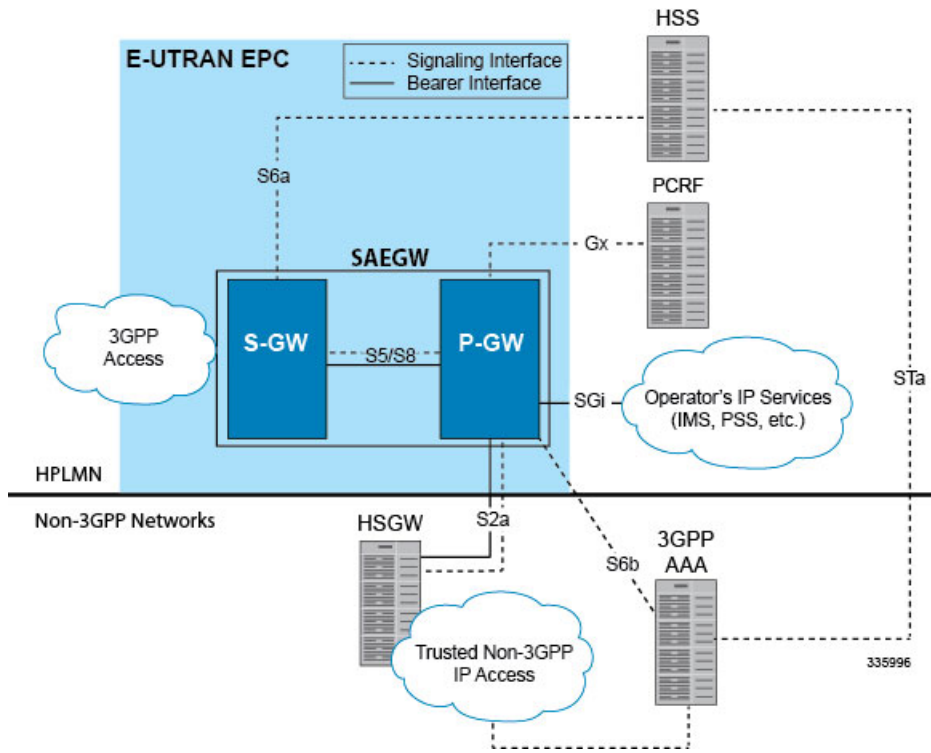 HSS
E-UTRAN EPC
Signaling Interface
Bearer Interface
S6a
PCRF
Gx
SAEGW
3GPP
Access
S-GW
S5/S8
P-GW
STa
SGi
Operator's IP Services
(IMS, PSS, etc.)
HPLMN
Non-3GPP Networks
S2a
HSGW
3GPP
AAA
S6b
Trusted Non-3GPP
IP Access
335996